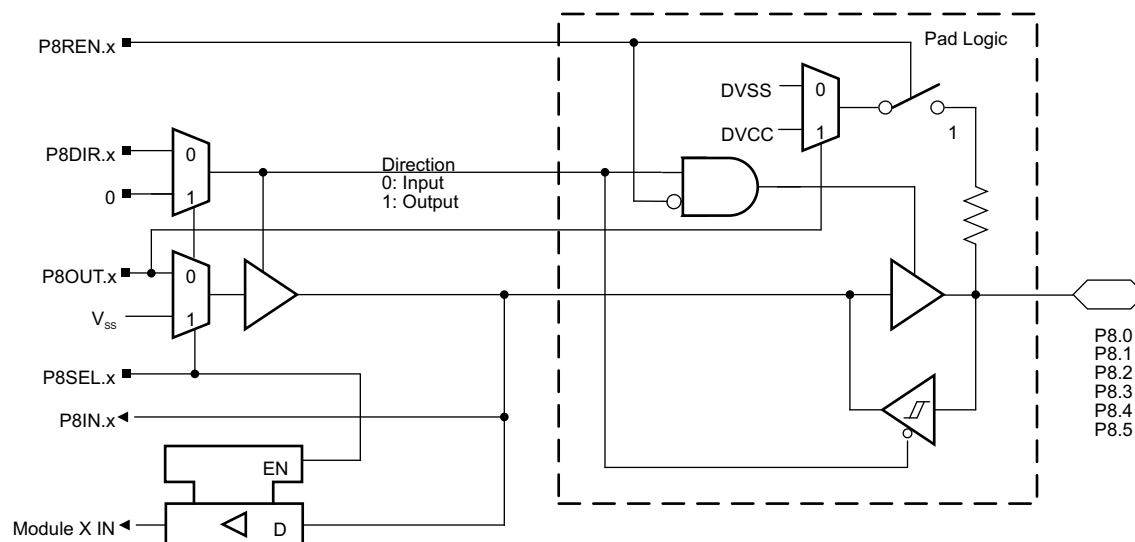 P8REN.x
Pad Logic
DVSS
0
DVCC
1
1
P8DIR.x
0
0
1
Direction
0: Input
1: Output
P8OUT.x
0
VSS
1
P8SEL.x
P8IN.x
EN
Module X IN
D
P8.0
P8.1
P8.2
P8.3
P8.4
P8.5